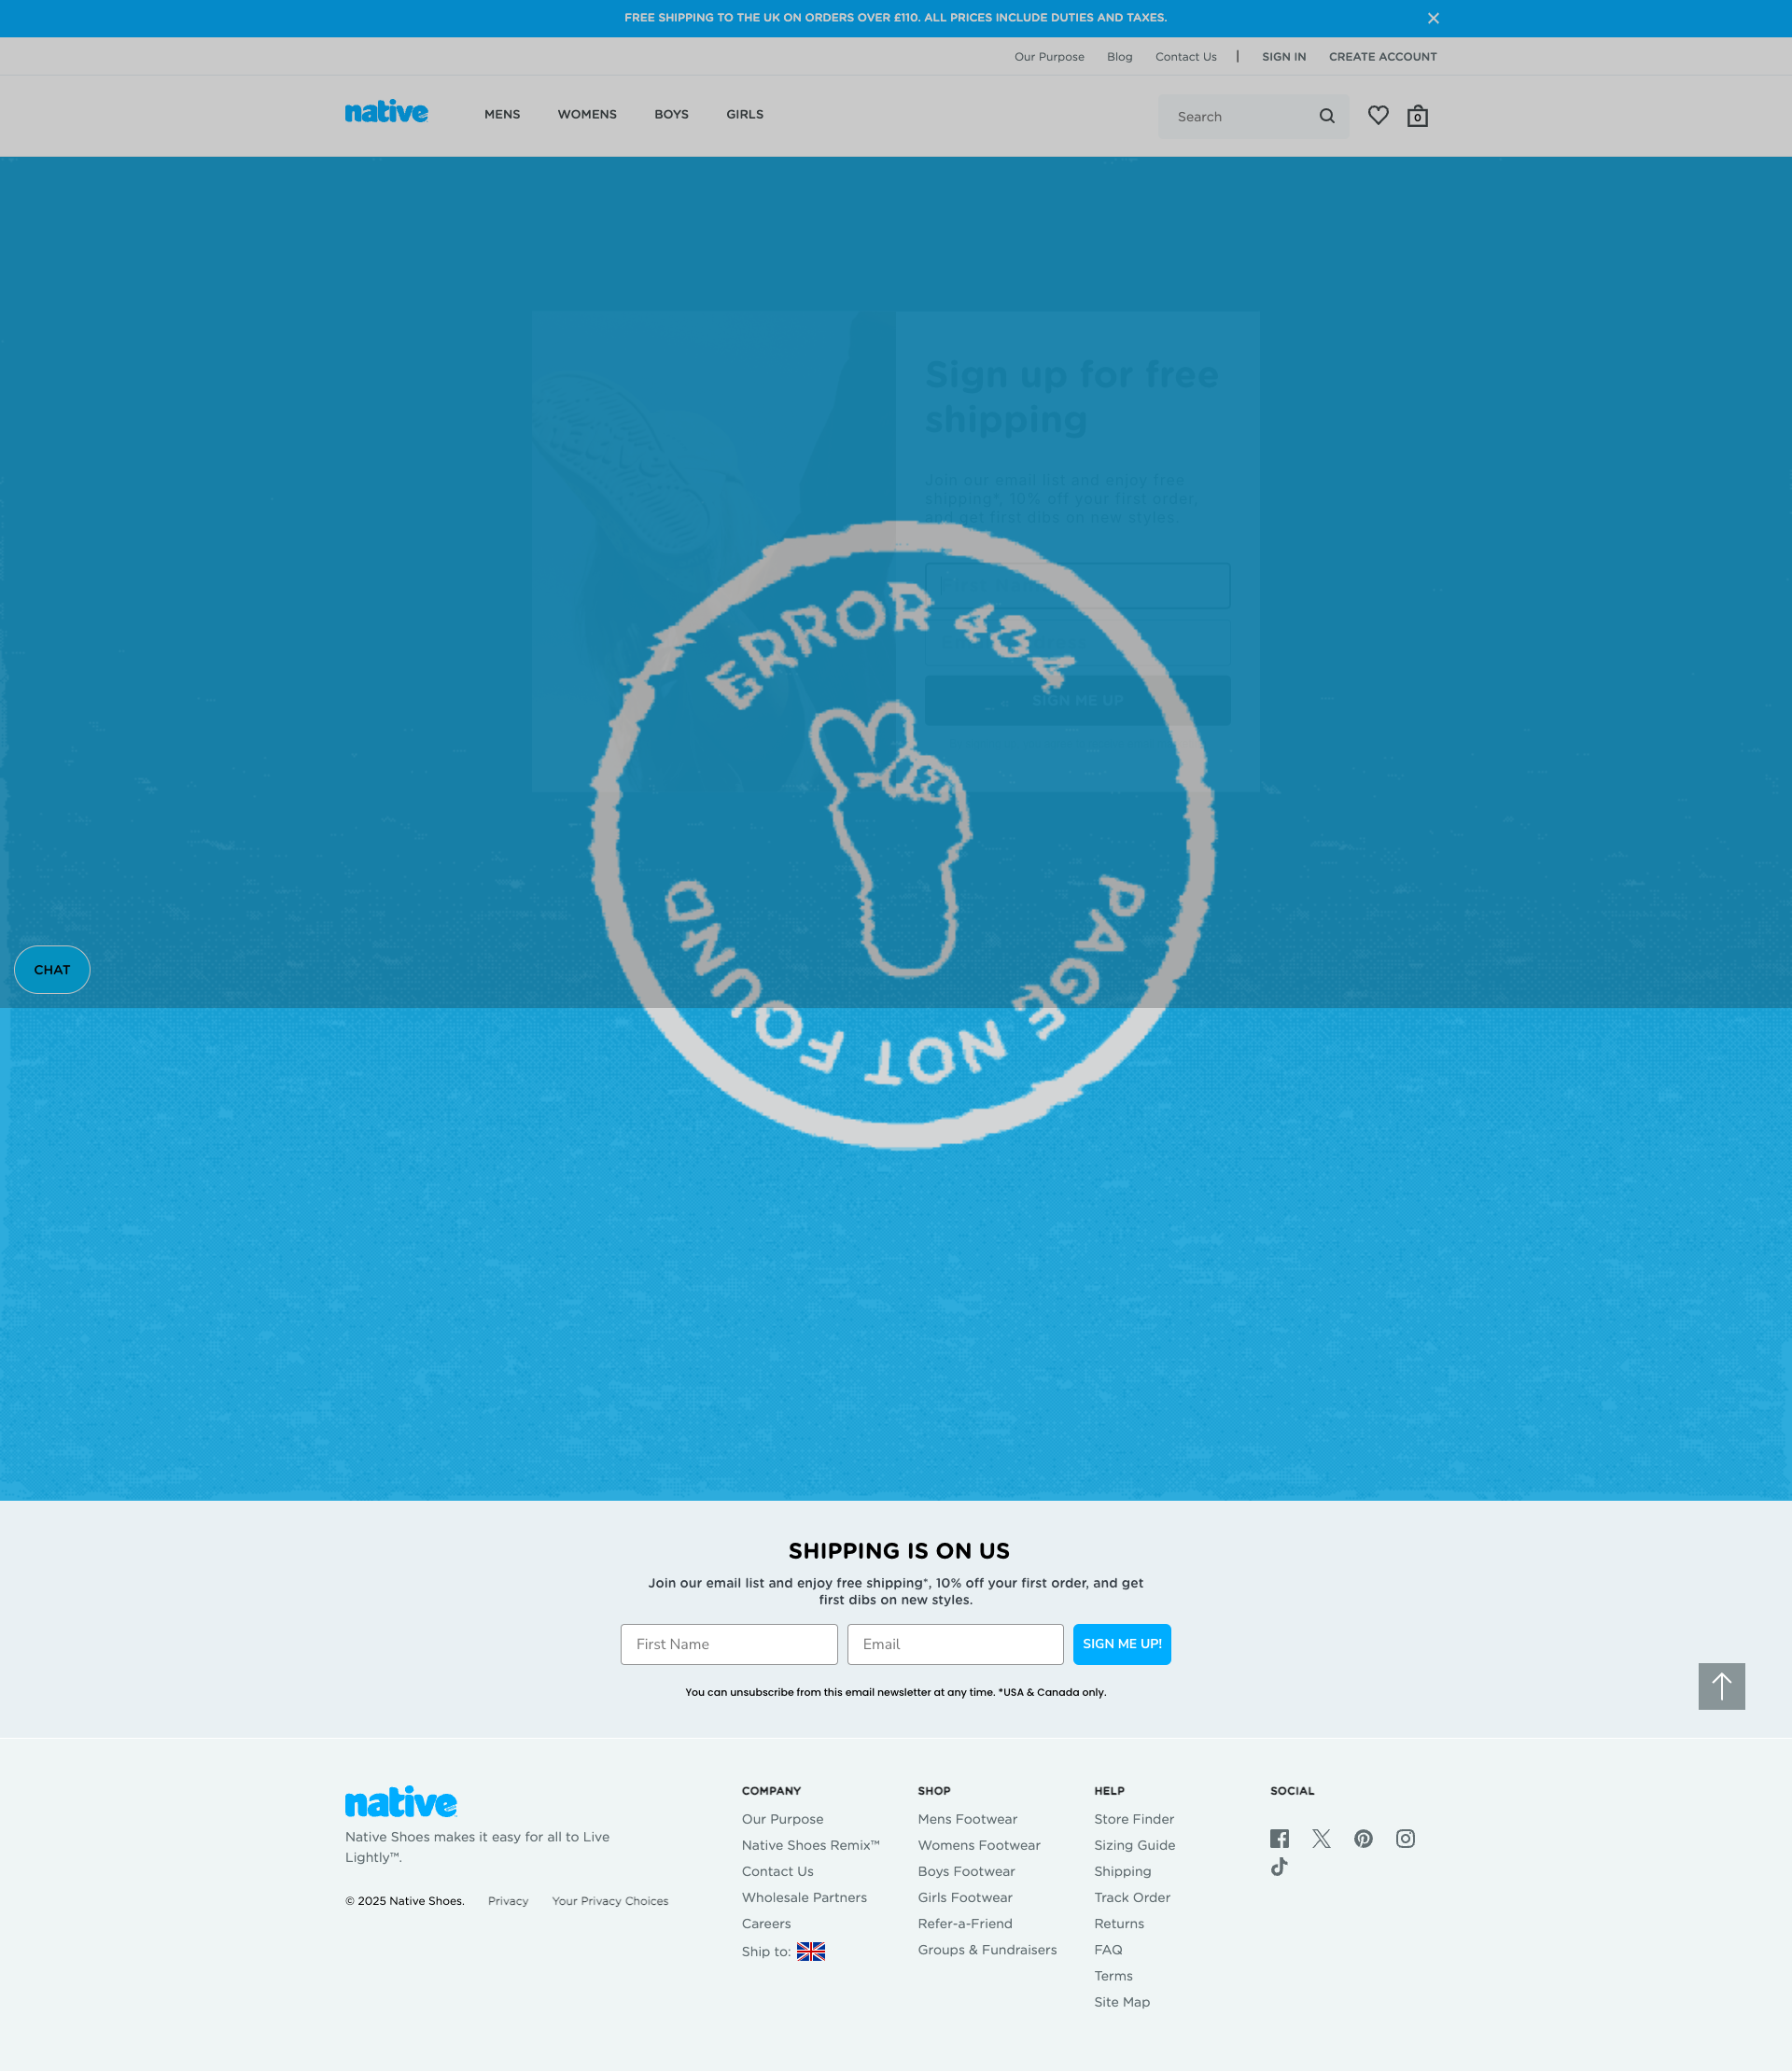 FREE SHIPPING TO THE UK ON ORDERS OVER £110. ALL PRICES INCLUDE DUTIES AND TAXES.
Our Purpose Blog Contact Us | SIGN IN CREATE ACCOUNT
native MENS WOMENS BOYS GIRLS Search 0
Sign up for free
shipping
Join our email list and enjoy free
shipping*, 10% off your first order,
and get first dibs on new styles.
ERROR 404
SIGN ME UP
PAGE NOT FOUND
CHAT
SHIPPING IS ON US
Join our email list and enjoy free shipping*, 10% off your first order, and get
first dibs on new styles.
First Name Email SIGN ME UP!
You can unsubscribe from this email newsletter at any time. *USA & Canada only.
native
Native Shoes makes it easy for all to Live
Lightly™.
© 2025 Native Shoes. Privacy Your Privacy Choices
COMPANY
Our Purpose
Native Shoes Remix™
Contact Us
Wholesale Partners
Careers
Ship to:
SHOP
Mens Footwear
Womens Footwear
Boys Footwear
Girls Footwear
Refer-a-Friend
Groups & Fundraisers
HELP
Store Finder
Sizing Guide
Shipping
Track Order
Returns
FAQ
Terms
Site Map
SOCIAL